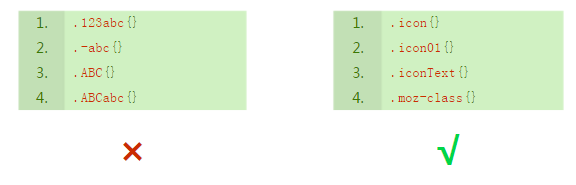 1. .123abc{}
2. .-abc{}
3. .ABC{}
4. .ABCabc{}
×
1. .icon{}
2. .icon01{}
3. .iconText{}
4. .moz-class{}
√